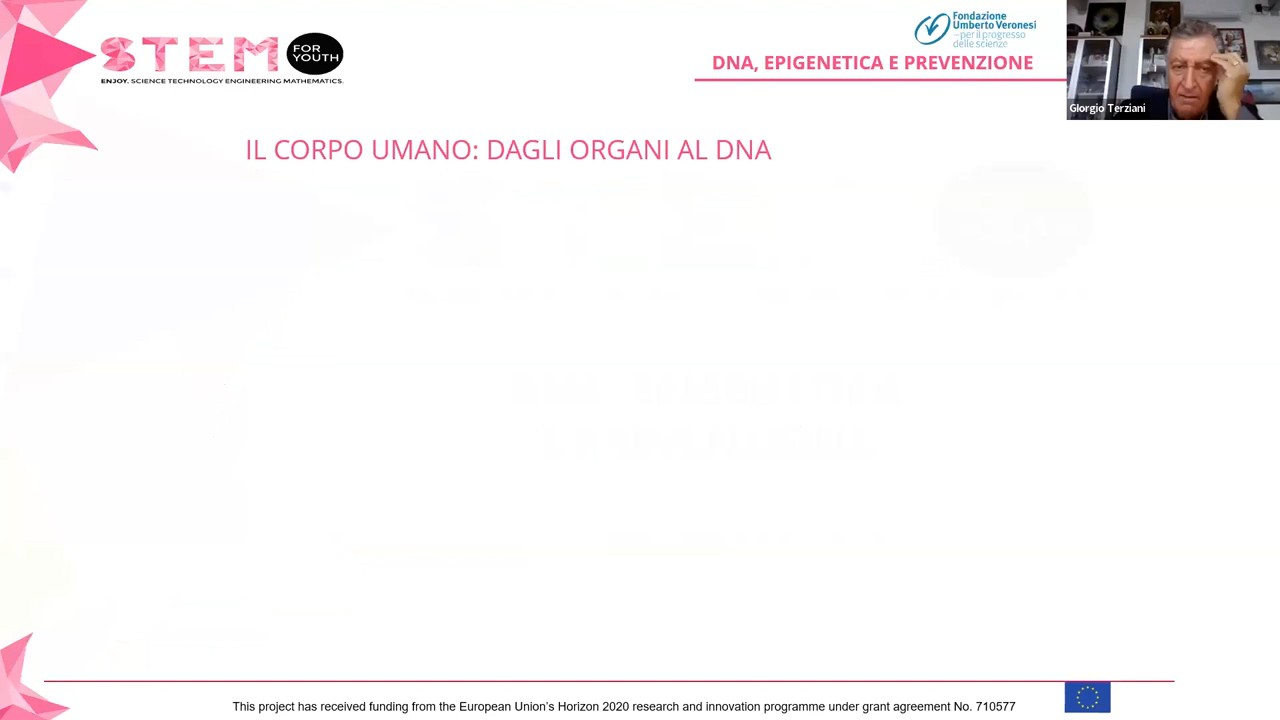 STEM
FOR
YOUTH
ENJOY. SCIENCE TECHNOLOGY ENGINEERING MATHEMATICS.
Fondazione
Umberto Veronesi
–per il progresso
delle scienze
DNA, EPIGENETICA E PREVENZIONE
GIorgio Terziani
IL CORPO UMANO: DAGLI ORGANI AL DNA
This project has received funding from the European Union’s Horizon 2020 research and innovation programme under grant agreement No. 710577